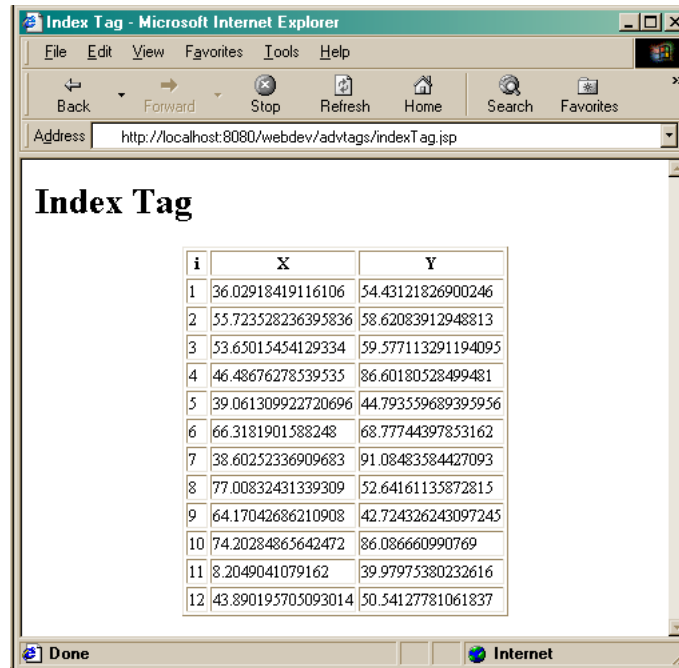 Index Tag - Microsoft Internet Explorer
File Edit View Favorites Tools Help
Back Forward Stop Refresh Home Search Favorites »
Address http://localhost:8080/webdev/advtags/indexTag.jsp
Index Tag
i X Y
1 36.02918419116106 54.43121826900246
2 55.723528236395836 58.62083912948813
3 53.65015454129334 59.577113291194095
4 46.48676278539535 86.60180528499481
5 39.061309922720696 44.793559689395956
6 66.3181901588248 68.77744397853162
7 38.60252336909683 91.08483584427093
8 77.00832431339309 52.64161135872815
9 64.17042686210908 42.724326243097245
10 74.20284865642472 86.086660990769
11 8.2049041079162 39.97975380232616
12 43.890195705093014 50.54127781061837
Done Internet